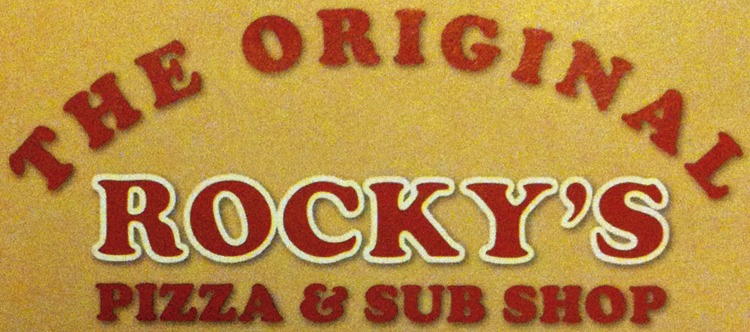 THE ORIGINAL
ROCKY'S
PIZZA & SUB SHOP